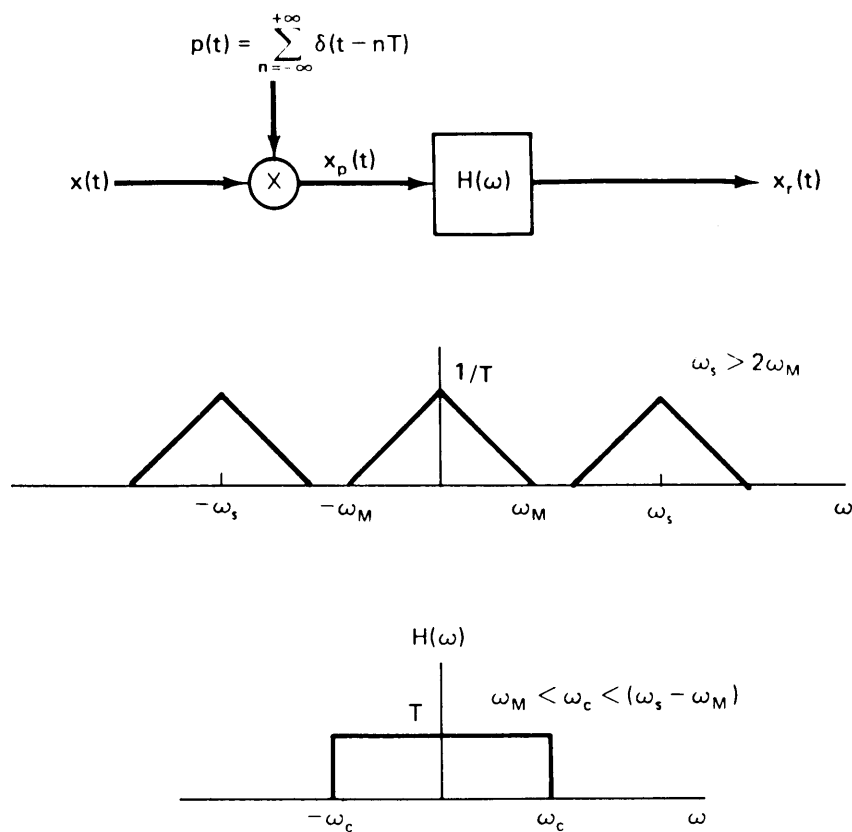 p(t) = +∞ Σ n=-∞ δ(t - nT)
x(t) X x_p(t) H(ω) x_r(t)
1/T ω_s > 2ω_M
-ω_s -ω_M ω_M ω_s ω
H(ω)
T ω_M < ω_c < (ω_s - ω_M)
-ω_c ω_c ω